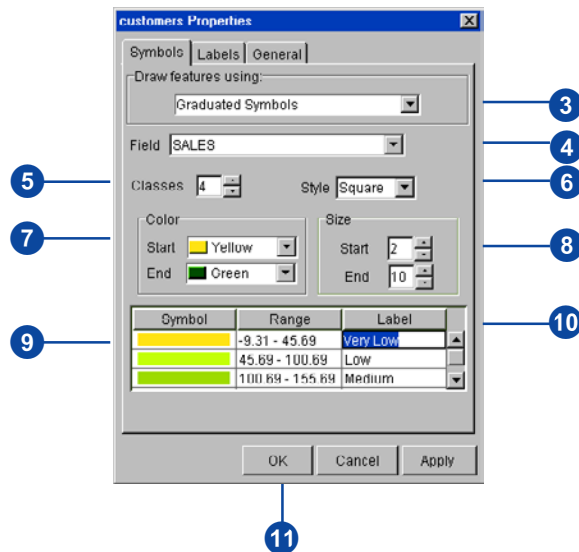 customers Properties
Symbols Labels General
Draw features using:
Graduated Symbols
3
Field SALES
4
5
Classes 4 Style Square
6
7
Color Size
Start Yellow Start 2
8
End Green End 10
Symbol Range Label
10
9
-9.31 - 45.69 Very Low
45.69 - 100.69 Low
100.69 - 155.69 Medium
OK Cancel Apply
11